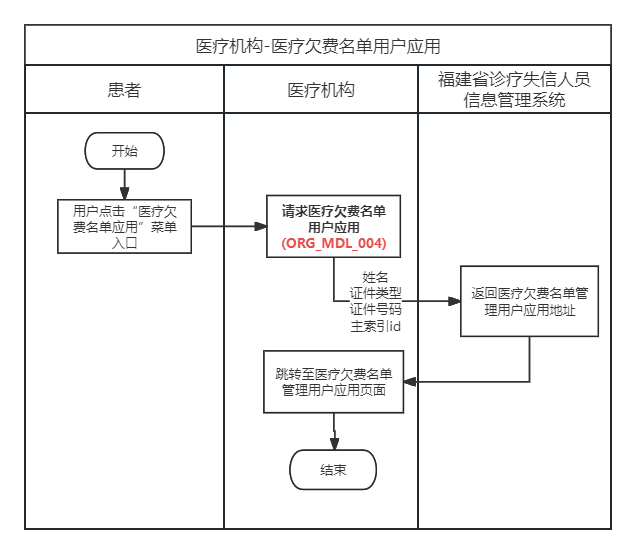 医疗机构-医疗欠费名单用户应用
患者
医疗机构
福建省诊疗失信人员
信息管理系统
开始
用户点击“医疗欠
费名单应用”菜单
入口
请求医疗欠费名单
用户应用
(ORG_MDL_004)
姓名
证件类型
证件号码
主索引id
返回医疗欠费名单管
理用户应用地址
跳转至医疗欠费名单
管理用户应用页面
结束